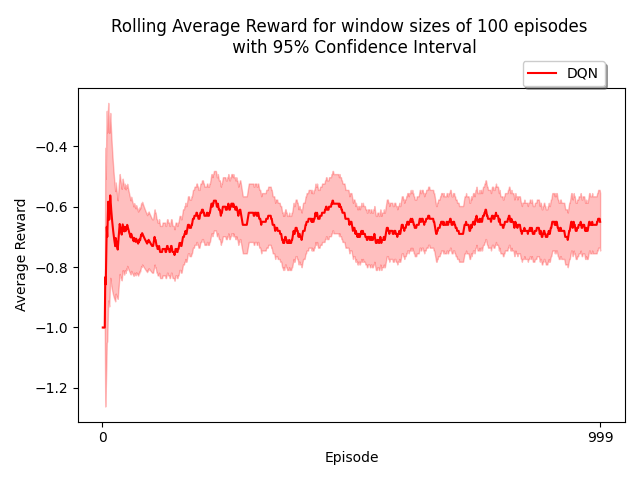 Rolling Average Reward for window sizes of 100 episodes
with 95% Confidence Interval
DQN
Average Reward
−0.4
−0.6
−0.8
−1.0
−1.2
0
999
Episode